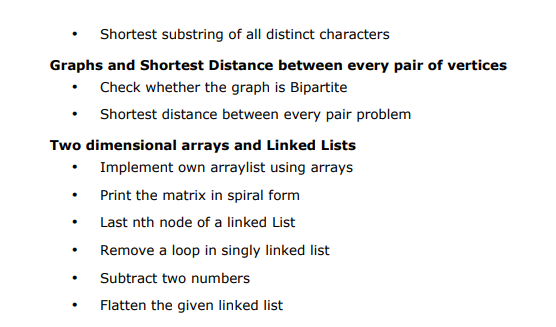 • Shortest substring of all distinct characters
Graphs and Shortest Distance between every pair of vertices
• Check whether the graph is Bipartite
• Shortest distance between every pair problem
Two dimensional arrays and Linked Lists
• Implement own arraylist using arrays
• Print the matrix in spiral form
• Last nth node of a linked List
• Remove a loop in singly linked list
• Subtract two numbers
• Flatten the given linked list